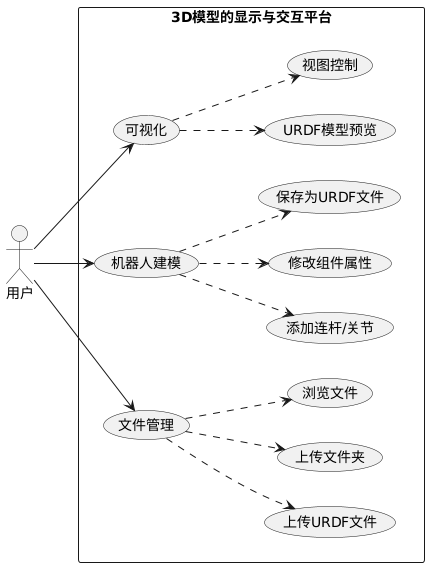 3D模型的显示与交互平台
视图控制
可视化
URDF模型预览
保存为URDF文件
机器人建模
修改组件属性
用户
添加连杆/关节
浏览文件
文件管理
上传文件夹
上传URDF文件